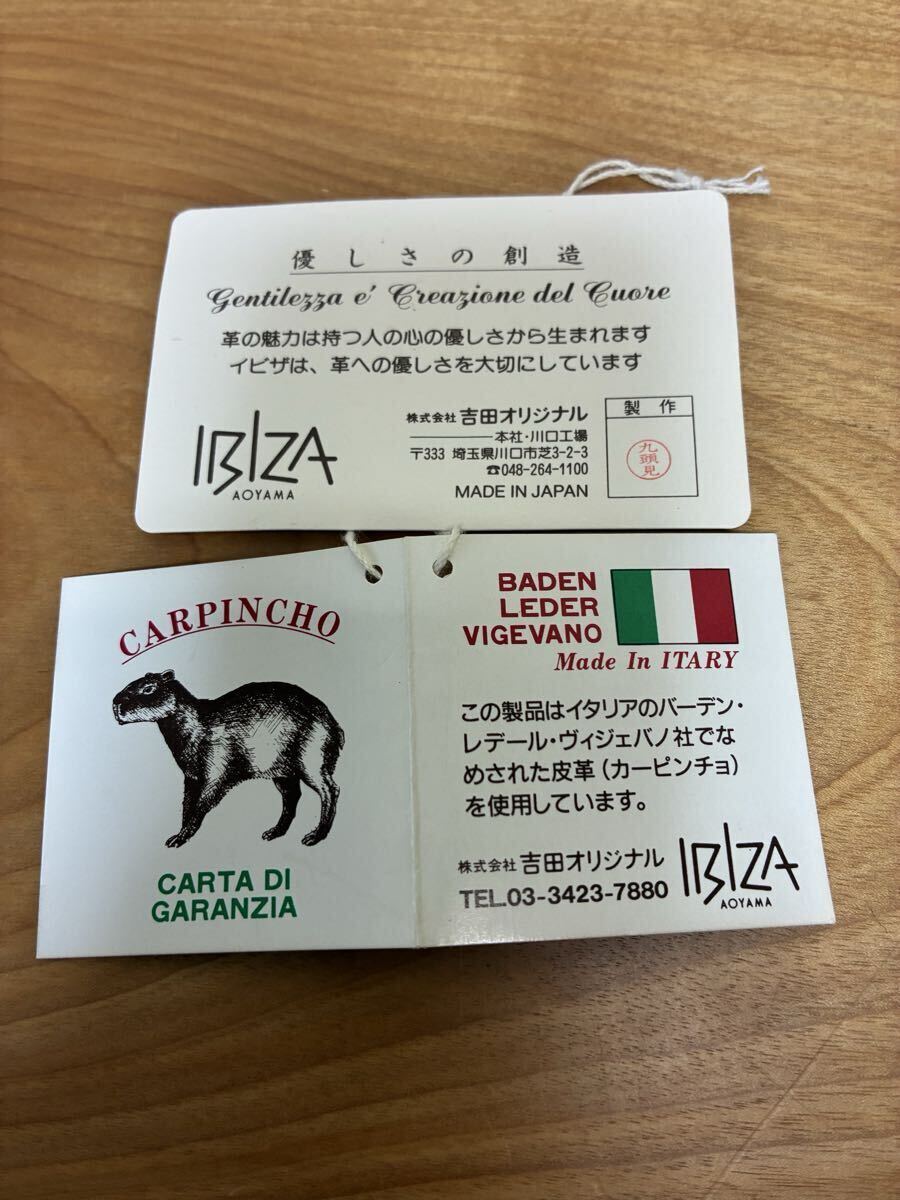 優しさの創造
Gentilezza e' Creazione del Cuore
革の魅力は持つ人の心の優しさから生まれます
イビザは、革への優しさを大切にしています
IBIZA
AOYAMA
株式会社 吉田オリジナル
本社・川口工場
〒333 埼玉県川口市芝3-2-3
☎048-264-1100
MADE IN JAPAN
製作
九頭見
CARPINCHO
CARTA DI
GARANZIA
BADEN
LEDER
VIGEVANO
Made In ITARY
この製品はイタリアのバーデン・
レデール・ヴィジェバノ社でな
めされた皮革（カーピンチョ）
を使用しています。
株式会社 吉田オリジナル
TEL.03-3423-7880
IBIZA
AOYAMA